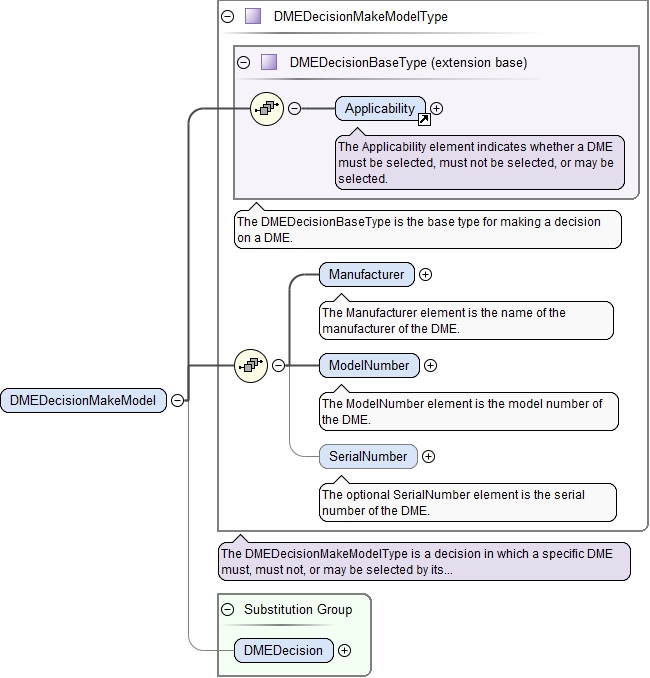 DMEDecisionMakeModelType
DMEDecisionBaseType (extension base)
Applicability
The Applicability element indicates whether a DME
must be selected, must not be selected, or may be
selected.
The DMEDecisionBaseType is the base type for making a decision
on a DME.
Manufacturer
The Manufacturer element is the name of the
manufacturer of the DME.
ModelNumber
The ModelNumber element is the model number of
the DME.
DMEDecisionMakeModel
SerialNumber
The optional SerialNumber element is the serial
number of the DME.
The DMEDecisionMakeModelType is a decision in which a specific DME
must, must not, or may be selected by its...
Substitution Group
DMEDecision